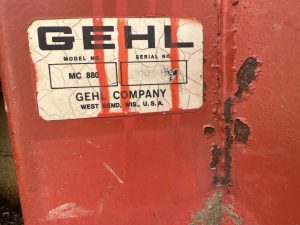 GEHL
MODEL NO. SERIAL NO.
MC 880
GEHL COMPANY
WEST BEND, WIS., U.S.A.